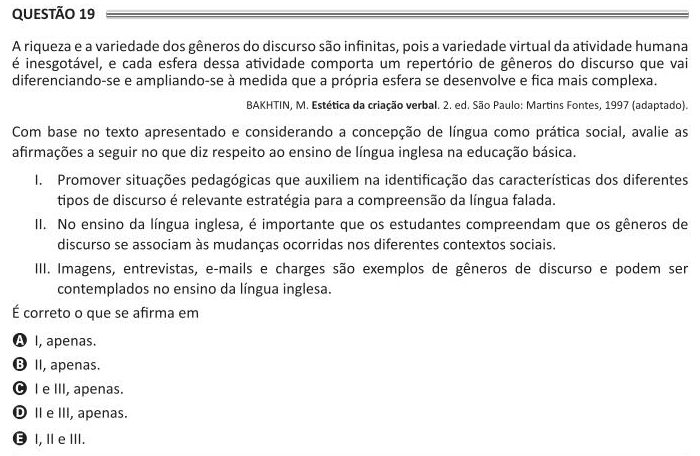 QUESTÃO 19
A riqueza e a variedade dos gêneros do discurso são infinitas, pois a variedade virtual da atividade humana
é inesgotável, e cada esfera dessa atividade comporta um repertório de gêneros do discurso que vai
diferenciando-se e ampliando-se à medida que a própria esfera se desenvolve e fica mais complexa.
BAKHTIN, M. Estética da criação verbal. 2. ed. São Paulo: Martins Fontes, 1997 (adaptado).
Com base no texto apresentado e considerando a concepção de língua como prática social, avalie as
afirmações a seguir no que diz respeito ao ensino de língua inglesa na educação básica.
I. Promover situações pedagógicas que auxiliem na identificação das características dos diferentes
tipos de discurso é relevante estratégia para a compreensão da língua falada.
II. No ensino da língua inglesa, é importante que os estudantes compreendam que os gêneros de
discurso se associam às mudanças ocorridas nos diferentes contextos sociais.
III. Imagens, entrevistas, e-mails e charges são exemplos de gêneros de discurso e podem ser
contemplados no ensino da língua inglesa.
É correto o que se afirma em
A I, apenas.
B II, apenas.
C I e III, apenas.
D II e III, apenas.
E I, II e III.